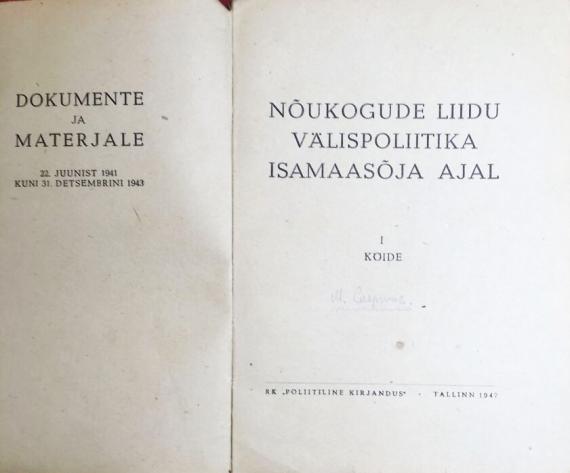 DOKUMENTE
JA
MATERJALE
22. JUUNIST 1941
KUNI 31. DETSEMBRINI 1943
NÕUKOGUDE LIIDU
VÄLISPOLIITIKA
ISAMAASÕJA AJAL
I
KÖIDE
RK „POLIITILINE KIRJANDUS" · TALLINN 1947